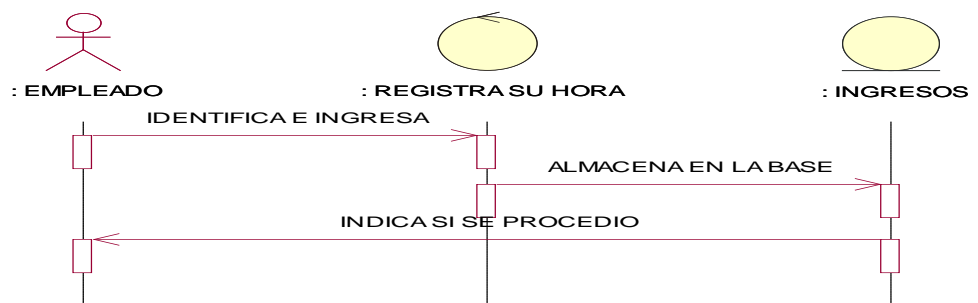 : EMPLEADO
: REGISTRA SU HORA
: INGRESOS
IDENTIFICA E INGRESA
ALMACENA EN LA BASE
INDICA SI SE PROCEDIO